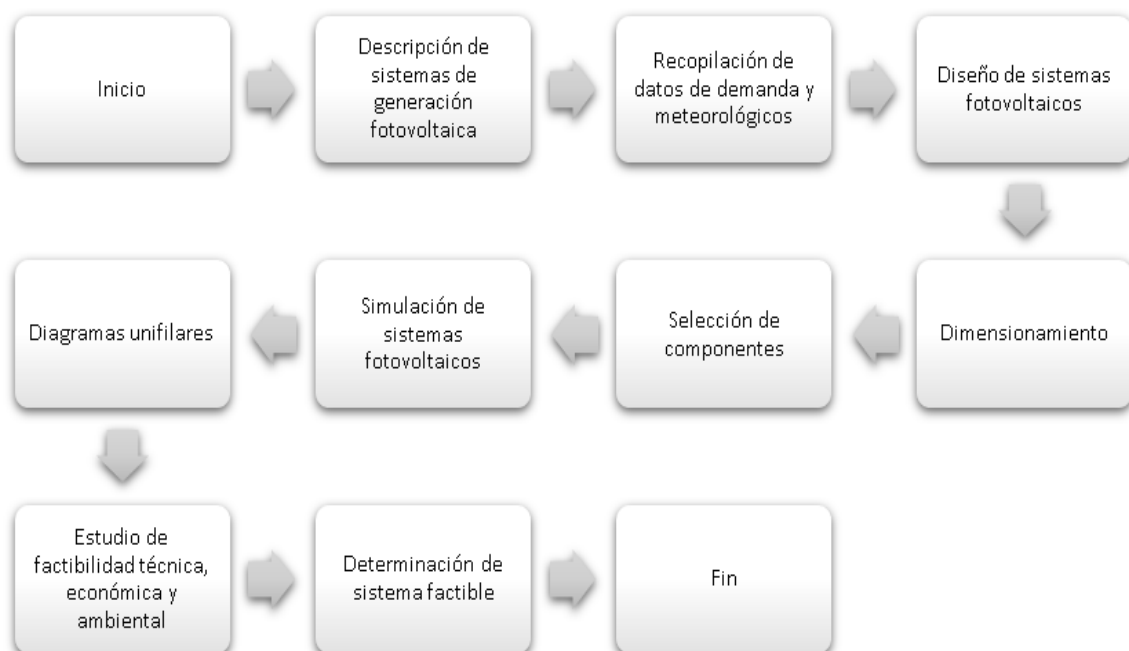 Inicio
Descripción de
sistemas de
generación
fotovoltaica
Recopilación de
datos de demanda y
meteorológicos
Diseño de sistemas
fotovoltaicos
Dimensionamiento
Selección de
componentes
Simulación de
sistemas
fotovoltaicos
Diagramas unifilares
Estudio de
factibilidad técnica,
económica y
ambiental
Determinación de
sistema factible
Fin